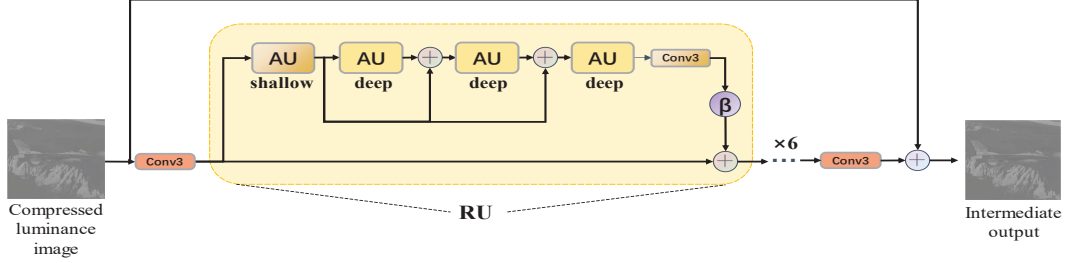 AU
shallow
AU
deep
AU
deep
AU
deep
Conv3
β
Conv3
×6
Conv3
RU
Compressed
luminance
image
Intermediate
output